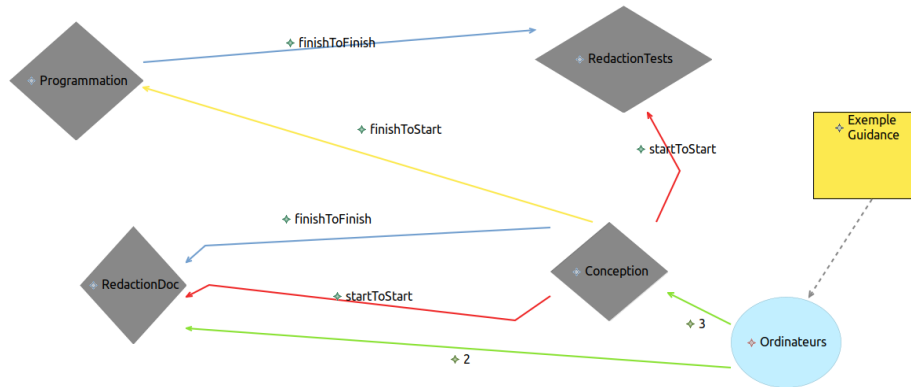 finishToFinish
Programmation
RedactionTests
Exemple
Guidance
finishToStart
startToStart
finishToFinish
RedactionDoc
Conception
startToStart
3
Ordinateurs
2